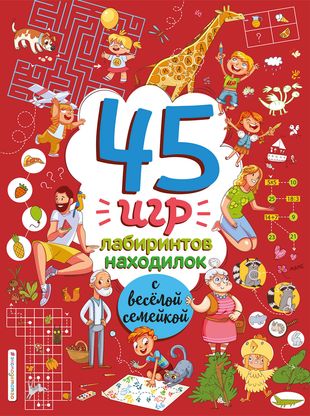 45
игр
лабиринтов
находилок
с весёлой
семейкой